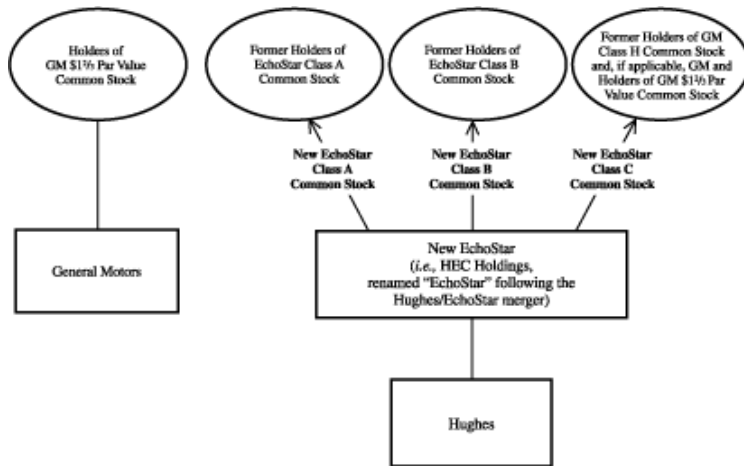 Holders of
GM $1⅔ Par Value
Common Stock
Former Holders of
EchoStar Class A
Common Stock
Former Holders of
EchoStar Class B
Common Stock
Former Holders of GM
Class H Common Stock
and, if applicable, GM and
Holders of GM $1⅔ Par
Value Common Stock
New EchoStar
Class A
Common Stock
New EchoStar
Class B
Common Stock
New EchoStar
Class C
Common Stock
General Motors
New EchoStar
(i.e., HEC Holdings,
renamed “EchoStar” following the
Hughes/EchoStar merger)
Hughes